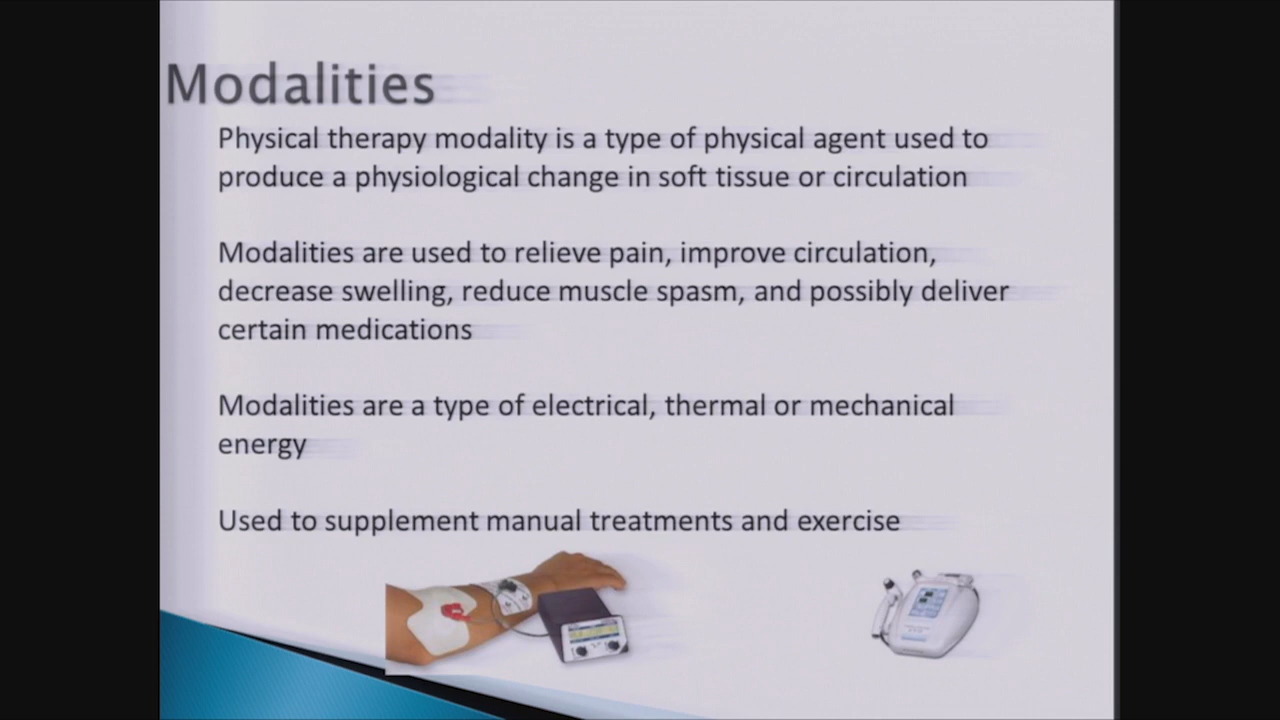 Modalities
Physical therapy modality is a type of physical agent used to
produce a physiological change in soft tissue or circulation
Modalities are used to relieve pain, improve circulation,
decrease swelling, reduce muscle spasm, and possibly deliver
certain medications
Modalities are a type of electrical, thermal or mechanical
energy
Used to supplement manual treatments and exercise